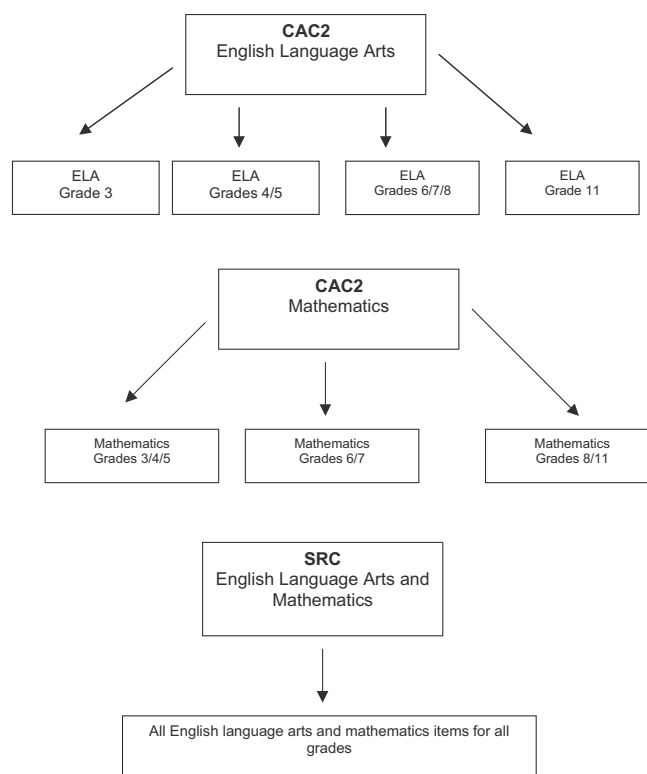 CAC2
English Language Arts
ELA
Grade 3
ELA
Grades 4/5
ELA
Grades 6/7/8
ELA
Grade 11
CAC2
Mathematics
Mathematics
Grades 3/4/5
Mathematics
Grades 6/7
Mathematics
Grades 8/11
SRC
English Language Arts and
Mathematics
All English language arts and mathematics items for all
grades